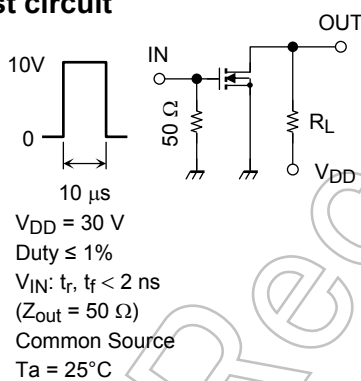 st circuit
OUT
IN
10V
50 Ω
RL
0
VDD
10 μs
VDD = 30 V
Duty ≤ 1%
VIN: tr, tf < 2 ns
(Zout = 50 Ω)
Common Source
Ta = 25°C
Re